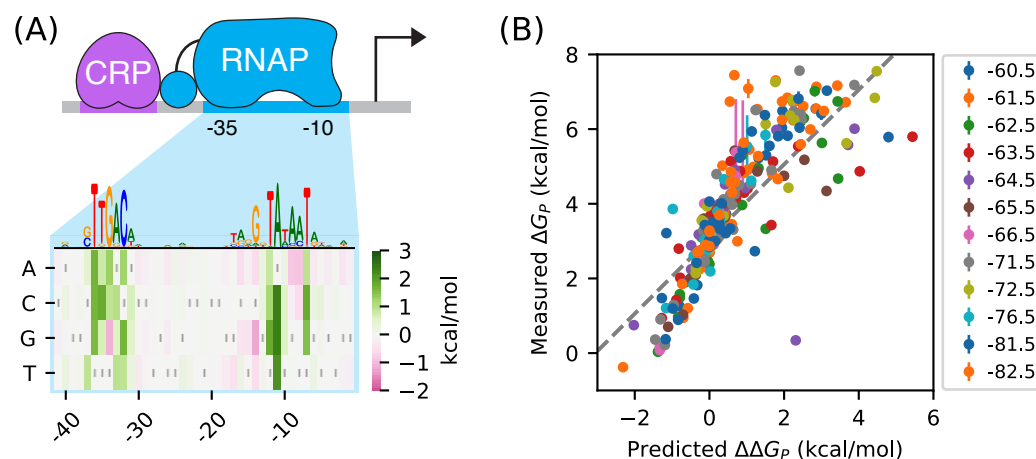 (A)
CRP
RNAP
-35
-10
TTGAC
G TATAAT
A
C
G
T
3
2
1
0
−1
−2
kcal/mol
-40
-30
-20
-10
(B)
8
6
4
2
0
Measured ΔG_P (kcal/mol)
−2
0
2
4
6
Predicted ΔΔG_P (kcal/mol)
-60.5
-61.5
-62.5
-63.5
-64.5
-65.5
-66.5
-71.5
-72.5
-76.5
-81.5
-82.5